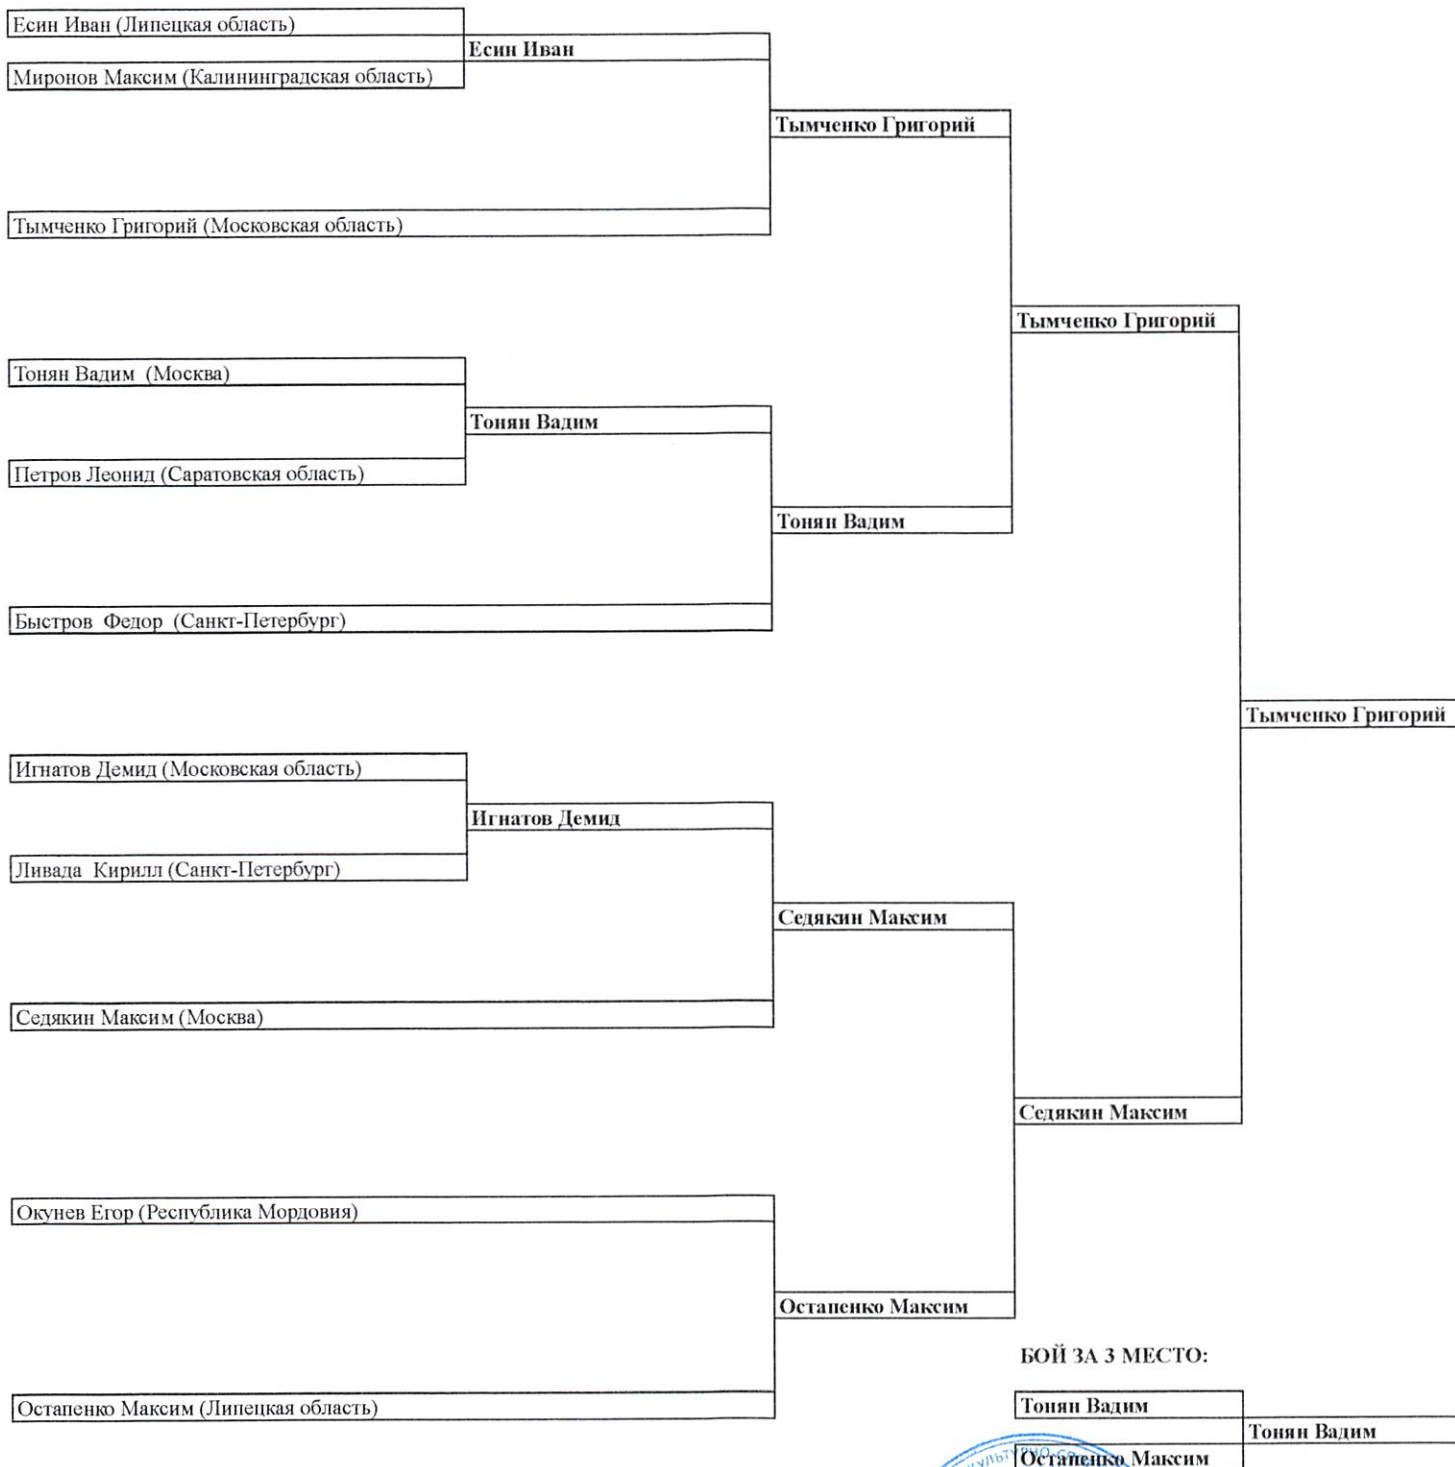 Есин Иван (Липецкая область)
Есин Иван
Миронов Максим (Калининградская область)
Тымченко Григорий
Тымченко Григорий (Московская область)
Тымченко Григорий
Тонян Вадим (Москва)
Тонян Вадим
Петров Леонид (Саратовская область)
Тонян Вадим
Быстров Федор (Санкт-Петербург)
Тымченко Григорий
Игнатов Демид (Московская область)
Игнатов Демид
Ливада Кирилл (Санкт-Петербург)
Седякин Максим
Седякин Максим (Москва)
Седякин Максим
Окунев Егор (Республика Мордовия)
Остапенко Максим
БОЙ ЗА 3 МЕСТО:
Остапенко Максим (Липецкая область)
Тонян Вадим
Тонян Вадим
Остапенко Максим